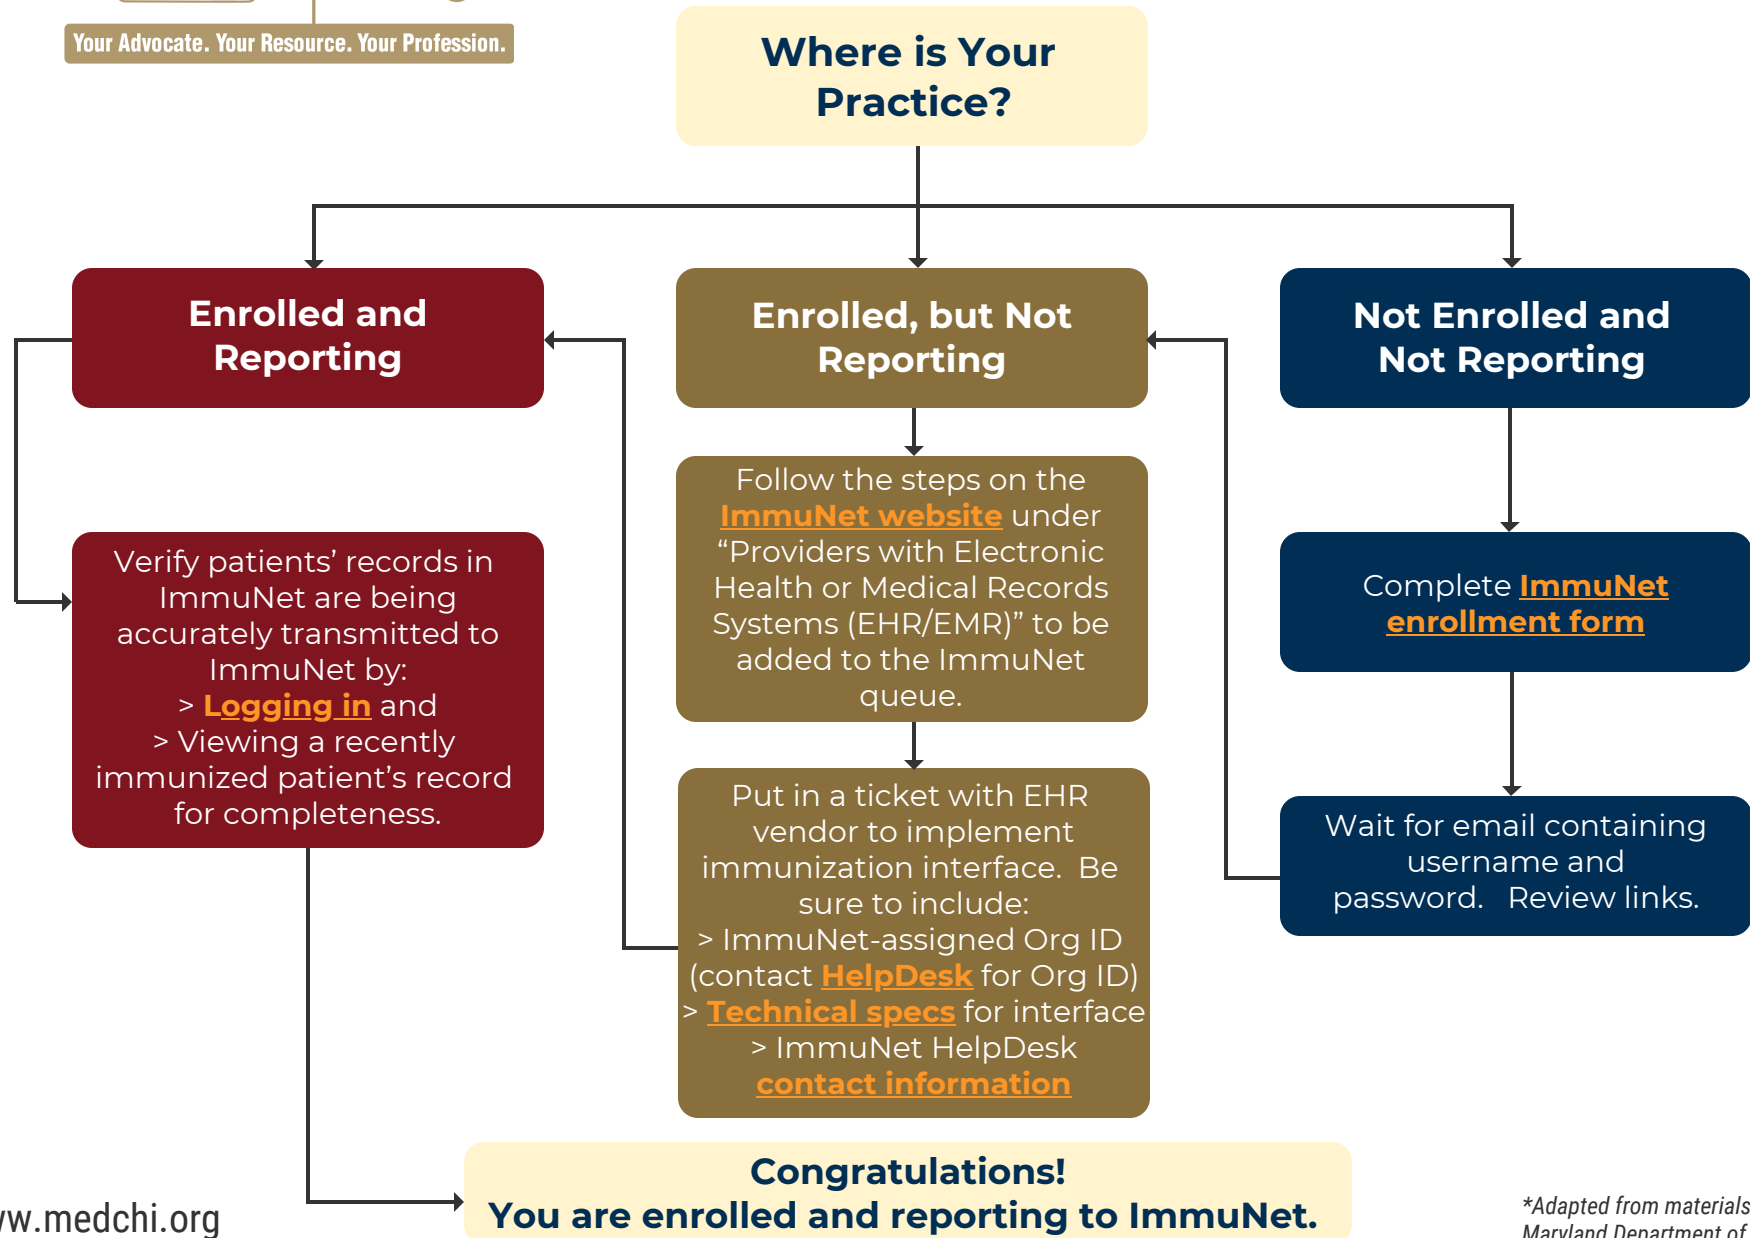 Your Advocate. Your Resource. Your Profession.
Where is Your
Practice?
Enrolled and
Reporting
Enrolled, but Not
Reporting
Not Enrolled and
Not Reporting
Verify patients’ records in
ImmuNet are being
accurately transmitted to
ImmuNet by:
> Logging in and
> Viewing a recently
immunized patient’s record
for completeness.
Follow the steps on the
ImmuNet website under
“Providers with Electronic
Health or Medical Records
Systems (EHR/EMR)” to be
added to the ImmuNet
queue.
Put in a ticket with EHR
vendor to implement
immunization interface.  Be
sure to include:
> ImmuNet-assigned Org ID
(contact HelpDesk for Org ID)
> Technical specs for interface
> ImmuNet HelpDesk
contact information
Complete ImmuNet
enrollment form
Wait for email containing
username and
password.   Review links.
Congratulations!
You are enrolled and reporting to ImmuNet.
w.medchi.org
*Adapted from materials
Maryland Department of